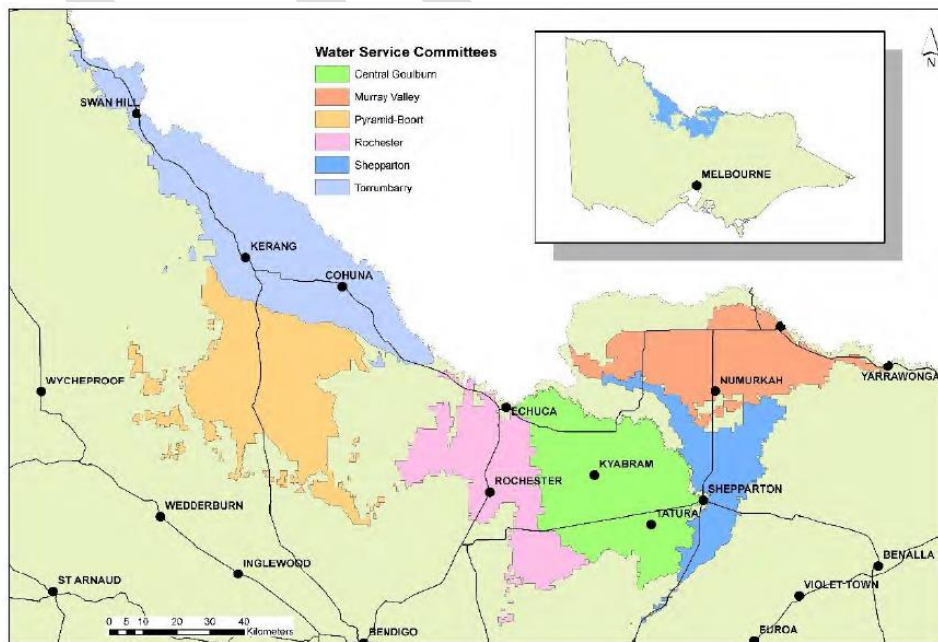 Water Service Committees
Central Goulburn
Murray Valley
Pyramid-Boort
Rochester
Shepparton
Torrumbarry
N
MELBOURNE
SWAN HILL
KERANG
COHUNA
WYCHEPROOF
ECHUCA
NUMURKAH
YARRAWONGA
KYABRAM
ROCHESTER
SHEPPARTON
TATURA
WEDDERBURN
INGLEWOOD
ST ARNAUD
BENALLA
VIOLET TOWN
EUROA
BENDIGO
0 5 10 20 30 40
Kilometers